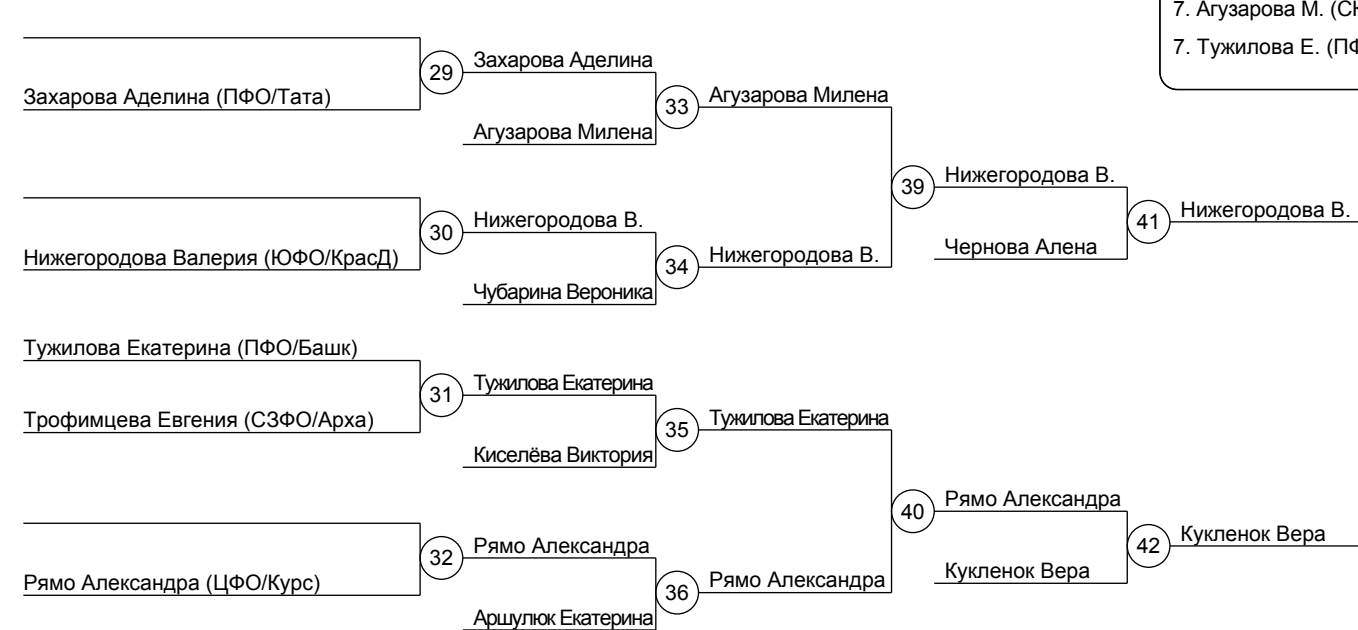 7. Агузарова М.
7. Тужилова Е.
29
Захарова Аделина
Захарова Аделина (ПФО/Тата)
33
Агузарова Милена
Агузарова Милена
39
Нижегородова В.
30
Нижегородова В.
41
Нижегородова В.
Нижегородова Валерия (ЮФО/КрасД)
34
Нижегородова В.
Чернова Алена
Чубарина Вероника
Тужилова Екатерина (ПФО/Башк)
31
Тужилова Екатерина
Трофимцева Евгения (СЗФО/Арха)
35
Тужилова Екатерина
Киселёва Виктория
40
Рямо Александра
32
Рямо Александра
42
Кукленок Вера
Рямо Александра (ЦФО/Курс)
36
Рямо Александра
Кукленок Вера
Аршулюк Екатерина